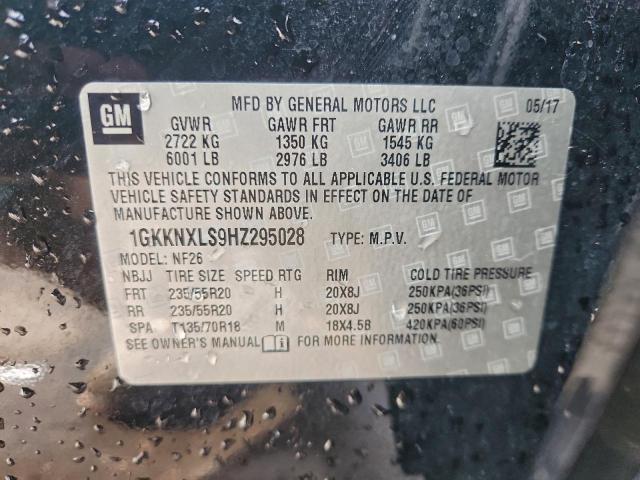 GM MFD BY GENERAL MOTORS LLC 05/17
GVWR GAWR FRT GAWR RR
2722 KG 1350 KG 1545 KG
6001 LB 2976 LB 3406 LB
THIS VEHICLE CONFORMS TO ALL APPLICABLE U.S. FEDERAL MOTOR
VEHICLE SAFETY STANDARDS IN EFFECT ON THE DATE OF
MANUFACTURE SHOWN ABOVE.
1GKKNXLS9HZ295028 TYPE: M.P.V.
MODEL: NF26
NBJJ TIRE SIZE SPEED RTG RIM COLD TIRE PRESSURE
FRT 235/55R20 H 20X8J 250KPA(36PSI)
RR 235/55R20 H 20X8J 250KPA(36PSI)
SPA T135/70R18 M 18X4.5B 420KPA(60PSI)
SEE OWNER'S MANUAL FOR MORE INFORMATION.